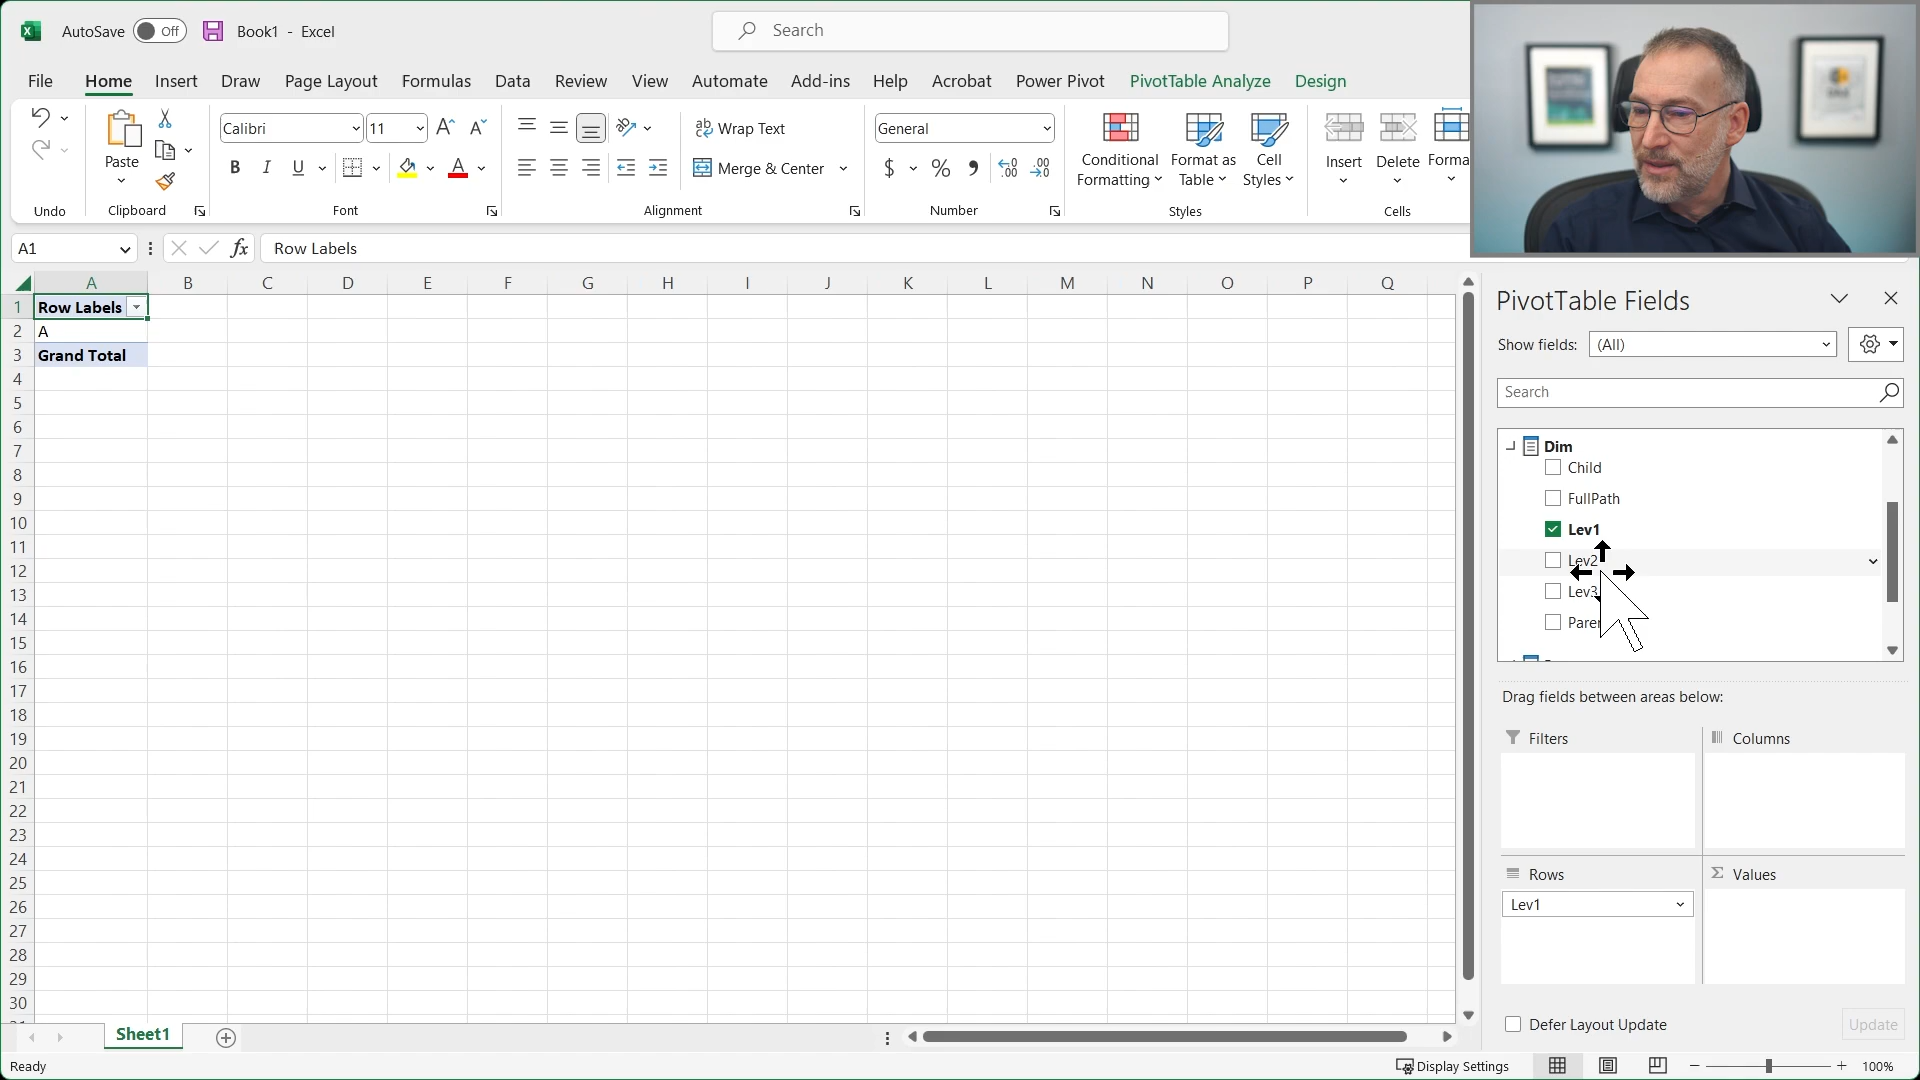 AutoSave Off Book1 - Excel Search
File Home Insert Draw Page Layout Formulas Data Review View Automate Add-ins Help Acrobat Power Pivot PivotTable Analyze Design
Calibri 11 Wrap Text General
Paste B I U A Merge & Center $ % Conditional Formatting Format as Table Cell Styles Insert Delete Forma
Undo Clipboard Font Alignment Number Styles Cells
A1 fx Row Labels
A B C D E F G H I J K L M N O P Q
1 Row Labels
2 A
3 Grand Total
4
5
6
7
8
9
10
11
12
13
14
15
16
17
18
19
20
21
22
23
24
25
26
27
28
29
30
PivotTable Fields
Show fields: (All)
Search
Dim
Child
FullPath
Lev1
Lev2
Lev3
Drag fields between areas below:
Filters Columns
Rows Values
Lev1
Defer Layout Update Update
Sheet1
Ready Display Settings 100%